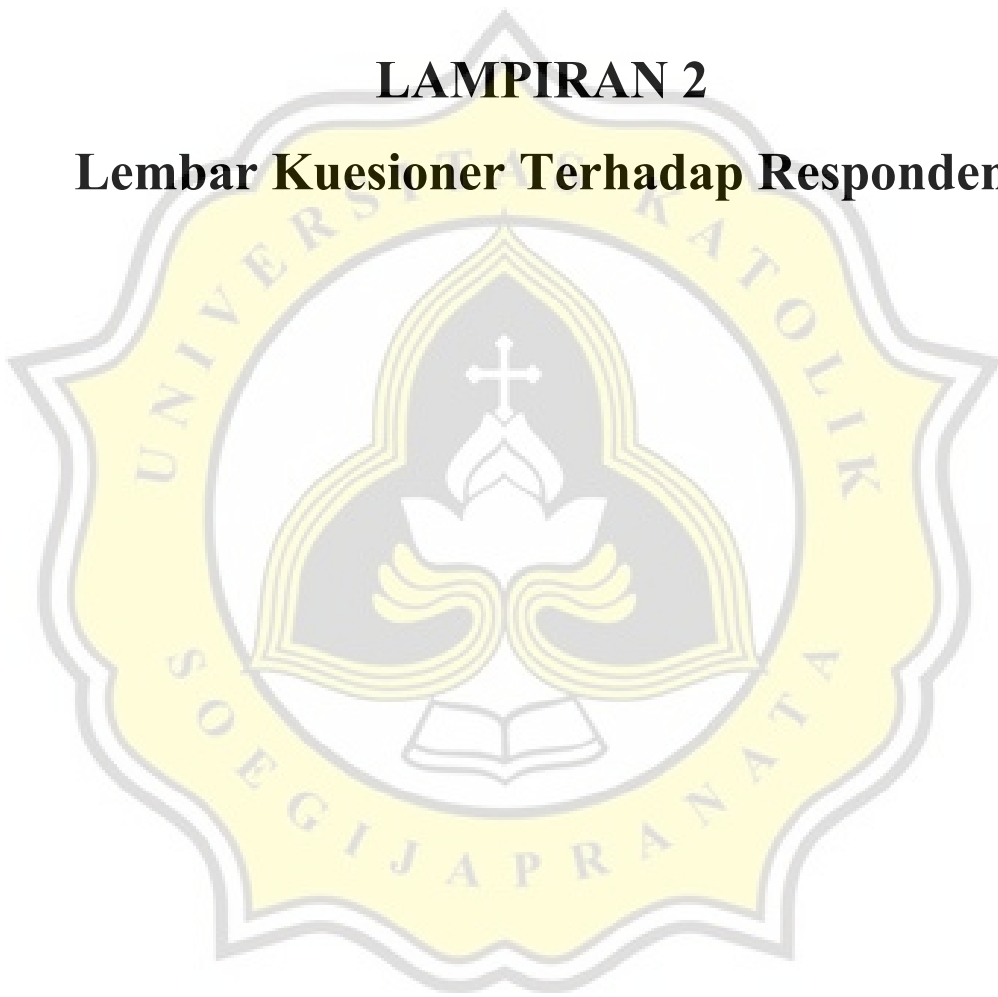 LAMPIRAN 2
Lembar Kuesioner Terhadap Responden
UNIVERSITAS KATOLIK
SOEGIJAPRANATA